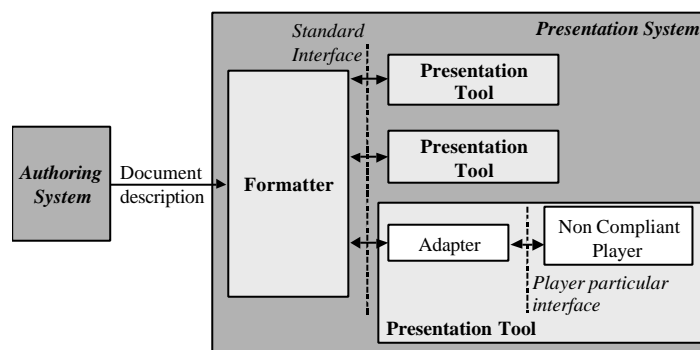 Presentation System
Standard
Interface
Presentation
Tool
Presentation
Tool
Authoring
System
Document
description
Formatter
Adapter
Non Compliant
Player
Player particular
interface
Presentation Tool